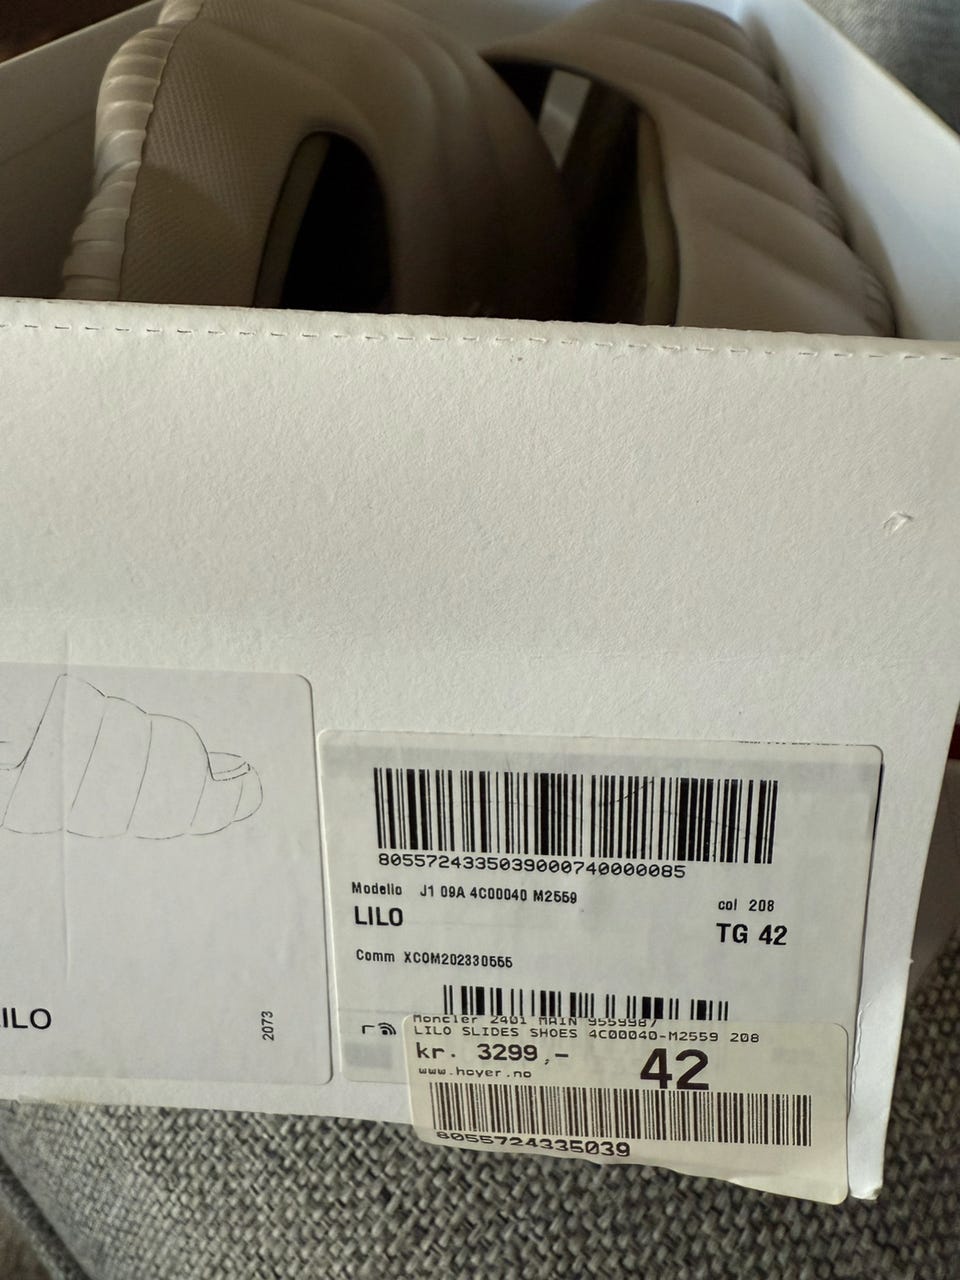 LILO
2073
8055724335039000740000085
Modello J1 09A 4C00040 M2559
col 208
LILO
TG 42
Comm XCOM202330555
Moncler 2401 MAIN 9559987
LILO SLIDES SHOES 4C00040-M2559 208
kr. 3299,-
42
www.hoyer.no
8055724335039